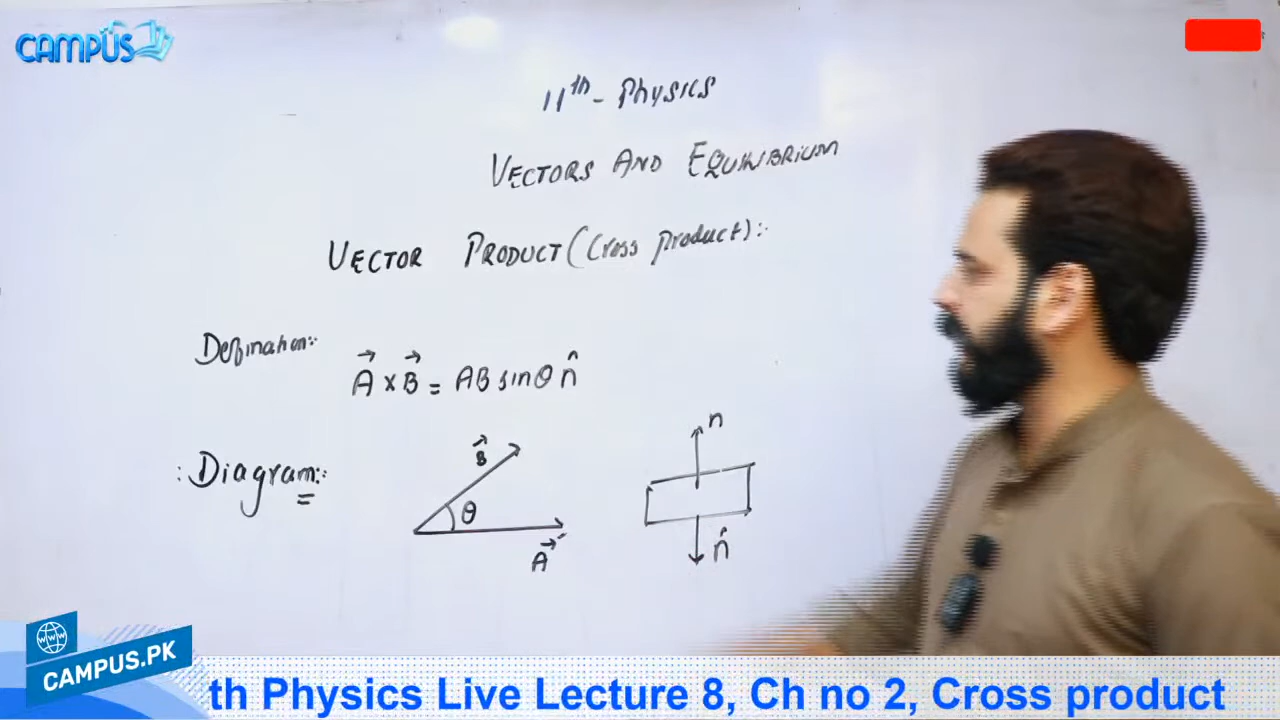 CAMPUS
11th - Physics
VECTORS AND EQUILIBRIUM
VECTOR PRODUCT (Cross Product):-
Defination:-
A⃗ × B⃗ = AB sinθ n̂
: Diagram:-
B⃗
θ
A⃗
n
n̂
WWW
CAMPUS.PK
th Physics Live Lecture 8, Ch no 2, Cross product